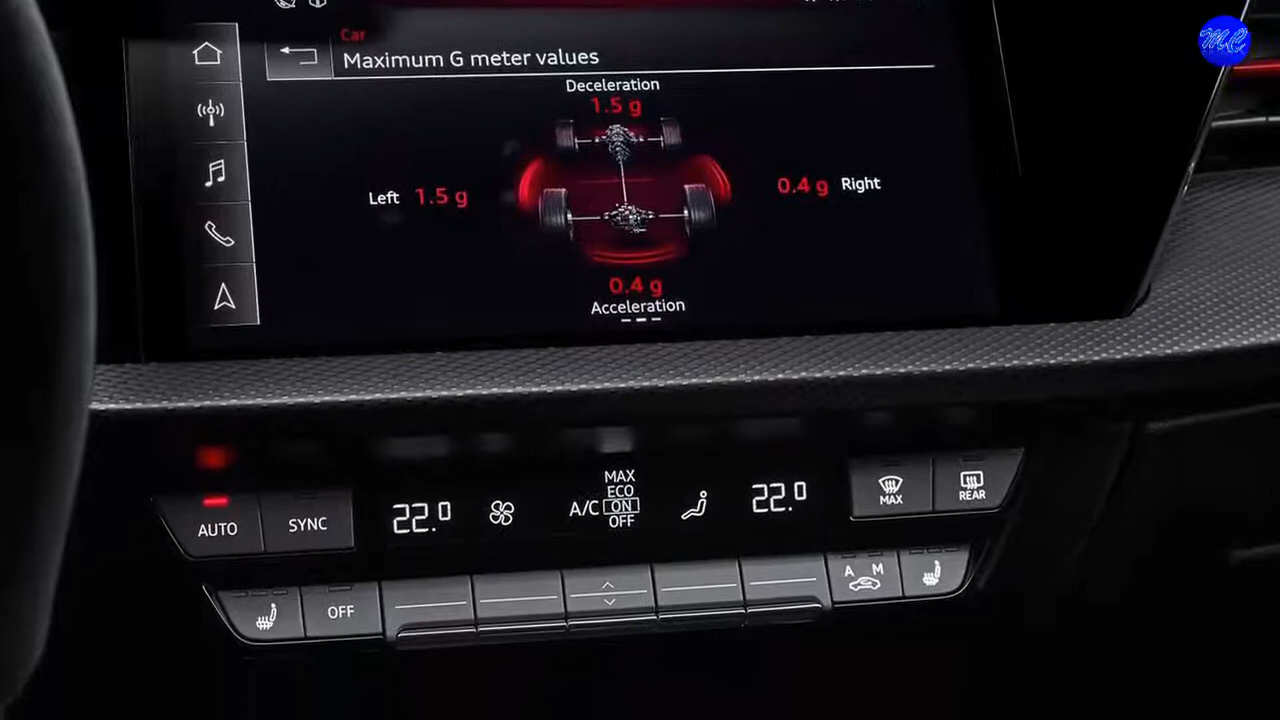 Car
Maximum G meter values
Deceleration
1.5 g
Left 1.5 g
0.4 g Right
0.4 g
Acceleration
MAX
ECO
A/C ON
OFF
22.0
22.0
AUTO
SYNC
MAX
REAR
OFF
A M
MC